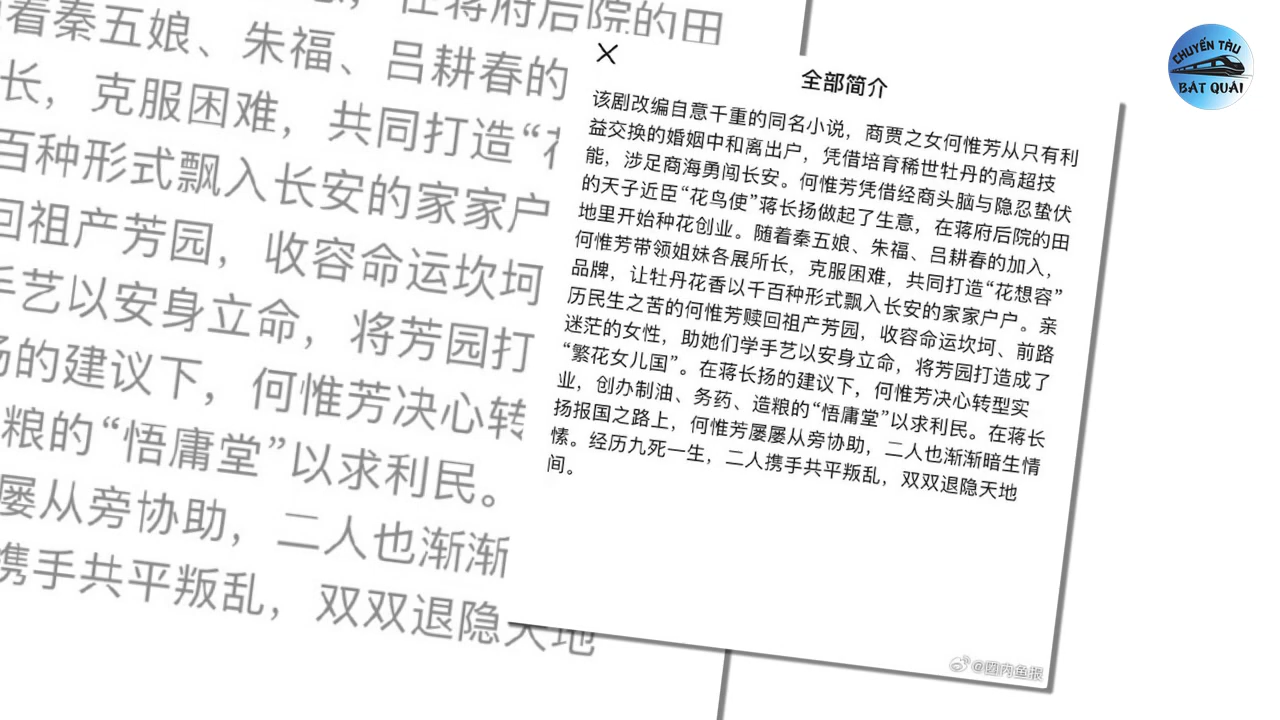 ，在蒋府后院的田
着秦五娘、朱福、吕耕春的
长，克服困难，共同打造“花
百种形式飘入长安的家家户
回祖产芳园，收容命运坎坷
手艺以安身立命，将芳园打
扬的建议下，何惟芳决心转
粮的“悟庸堂”以求利民。
屡从旁协助，二人也渐渐
携手共平叛乱，双双退隐天地
全部简介
该剧改编自意千重的同名小说，商贾之女何惟芳从只有利
益交换的婚姻中和离出户，凭借培育稀世牡丹的高超技
能，涉足商海勇闯长安。何惟芳凭借经商头脑与隐忍蛰伏
的天子近臣“花鸟使”蒋长扬做起了生意，在蒋府后院的田
地里开始种花创业。随着秦五娘、朱福、吕耕春的加入，
何惟芳带领姐妹各展所长，克服困难，共同打造“花想容”
品牌，让牡丹花香以千百种形式飘入长安的家家户户。亲
历民生之苦的何惟芳赎回祖产芳园，收容命运坎坷、前路
迷茫的女性，助她们学手艺以安身立命，将芳园打造成了
“繁花女儿国”。在蒋长扬的建议下，何惟芳决心转型实
业，创办制油、务药、造粮的“悟庸堂”以求利民。在蒋长
扬报国之路上，何惟芳屡屡从旁协助，二人也渐渐暗生情
愫。经历九死一生，二人携手共平叛乱，双双退隐天地
间。
@圈内鱼报
CHUYẾN TÀU
BÁT QUÁI